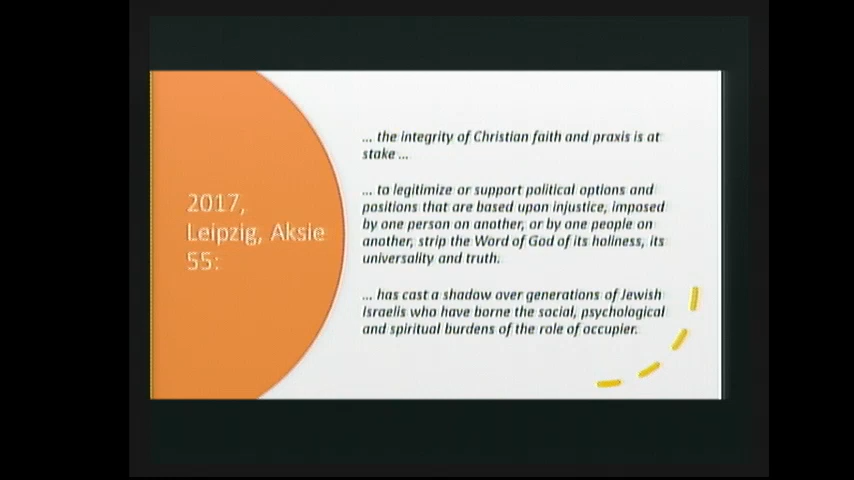 2017,
Leipzig, Aksie
55:
... the integrity of Christian faith and praxis is at
stake ...
... to legitimize or support political options and
positions that are based upon injustice, imposed
by one person on another, or by one people on
another, strip the Word of God of its holiness, its
universality and truth.
... has cast a shadow over generations of Jewish
Israelis who have borne the social, psychological
and spiritual burdens of the role of occupier.